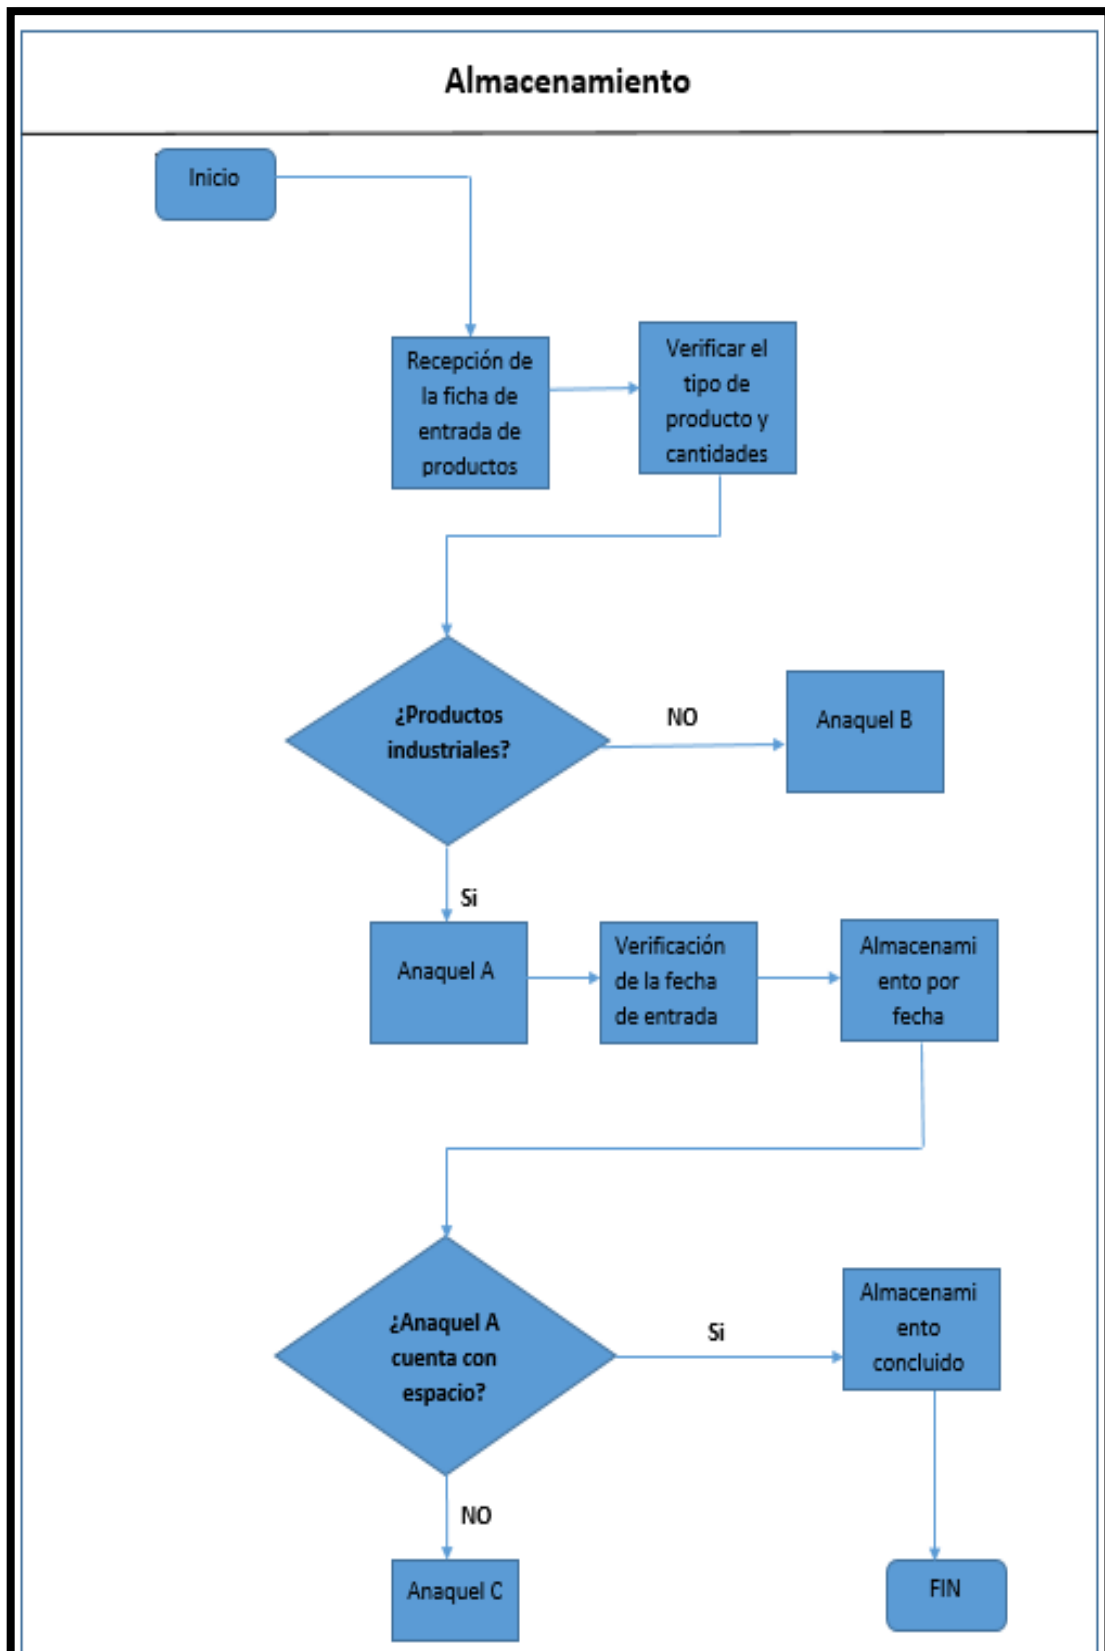 Almacenamiento
Inicio
Recepción de
la ficha de
entrada de
productos
Verificar el
tipo de
producto y
cantidades
¿Productos
industriales?
NO
Anaquel B
Si
Anaquel A
Verificación
de la fecha
de entrada
Almacenami
ento por
fecha
¿Anaquel A
cuenta con
espacio?
Si
Almacenami
ento
concluido
NO
Anaquel C
FIN